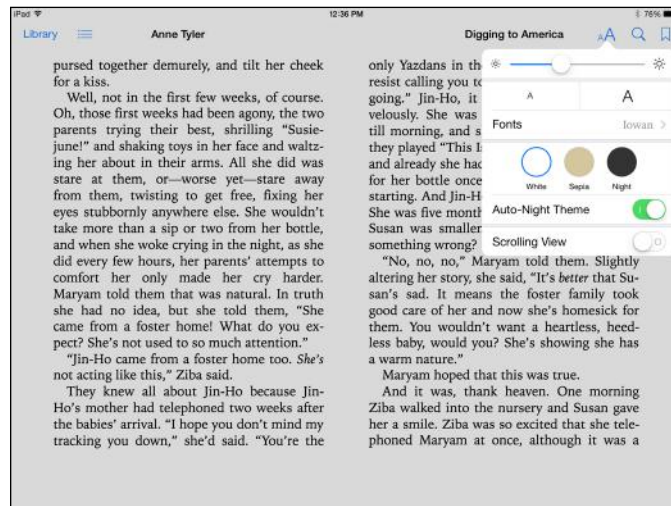 iPad
12:36 PM
76%
Library
Anne Tyler
Digging to America
AA
pursed together demurely, and tilt her cheek
for a kiss.
Well, not in the first few weeks, of course.
Oh, those first weeks had been agony, the two
parents trying their best, shrilling “Susie-
june!” and shaking toys in her face and waltz-
ing her about in their arms. All she did was
stare at them, or—worse yet—stare away
from them, twisting to get free, fixing her
eyes stubbornly anywhere else. She wouldn’t
take more than a sip or two from her bottle,
and when she woke crying in the night, as she
did every few hours, her parents’ attempts to
comfort her only made her cry harder.
Maryam told them that was natural. In truth
she had no idea, but she told them, “She
came from a foster home! What do you ex-
pect? She’s not used to so much attention.”
“Jin-Ho came from a foster home too. She’s
not acting like this,” Ziba said.
They knew all about Jin-Ho because Jin-
Ho’s mother had telephoned two weeks after
the babies’ arrival. “I hope you don’t mind my
tracking you down,” she’d said. “You’re the
only Yazdans in th
resist calling you to
going.” Jin-Ho, it
velously. She was
till morning, and s
they played “This I
and already she had
for her bottle once
starting. And Jin-H
She was five month
Susan was smaller
something wrong?
“No, no, no,” Maryam told them. Slightly
altering her story, she said, “It’s better that Su-
san’s sad. It means the foster family took
good care of her and now she’s homesick for
them. You wouldn’t want a heartless, heed-
less baby, would you? She’s showing she has
a warm nature.”
Maryam hoped that this was true.
And it was, thank heaven. One morning
Ziba walked into the nursery and Susan gave
her a smile. Ziba was so excited that she tele-
phoned Maryam at once, although it was a
A
A
Fonts
Iowan >
White
Sepia
Night
Auto-Night Theme
Scrolling View